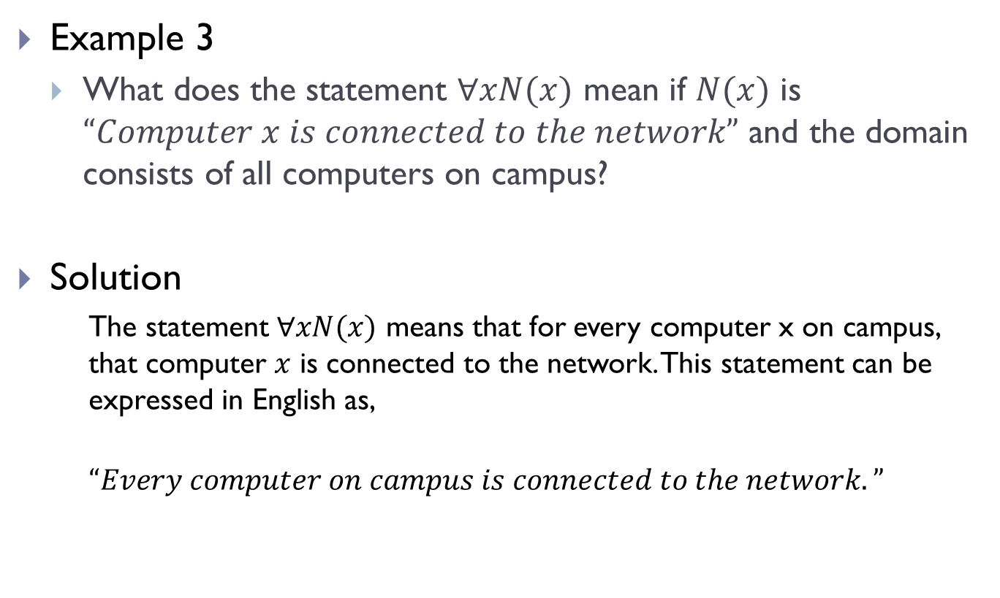 Example 3
What does the statement ∀𝑥𝑁(𝑥) mean if 𝑁(𝑥) is
“𝐶𝑜𝑚𝑝𝑢𝑡𝑒𝑟 𝑥 𝑖𝑠 𝑐𝑜𝑛𝑛𝑒𝑐𝑡𝑒𝑑 𝑡𝑜 𝑡ℎ𝑒 𝑛𝑒𝑡𝑤𝑜𝑟𝑘” and the domain
consists of all computers on campus?
Solution
The statement ∀𝑥𝑁(𝑥) means that for every computer x on campus,
that computer 𝑥 is connected to the network. This statement can be
expressed in English as,
“𝐸𝑣𝑒𝑟𝑦 𝑐𝑜𝑚𝑝𝑢𝑡𝑒𝑟 𝑜𝑛 𝑐𝑎𝑚𝑝𝑢𝑠 𝑖𝑠 𝑐𝑜𝑛𝑛𝑒𝑐𝑡𝑒𝑑 𝑡𝑜 𝑡ℎ𝑒 𝑛𝑒𝑡𝑤𝑜𝑟𝑘.”